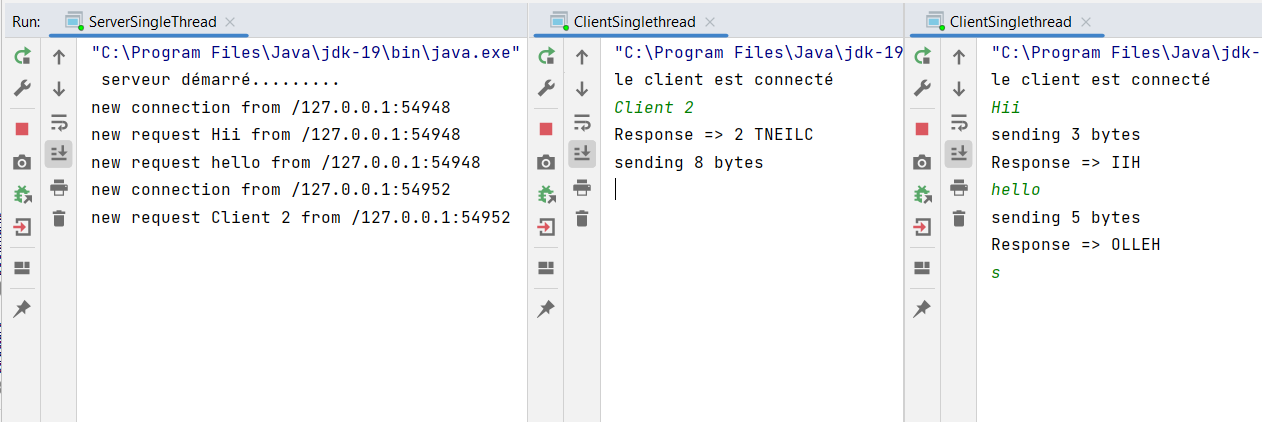 Run: ServerSingleThread
"C:\Program Files\Java\jdk-19\bin\java.exe"
serveur démarré.........
new connection from /127.0.0.1:54948
new request Hii from /127.0.0.1:54948
new request hello from /127.0.0.1:54948
new connection from /127.0.0.1:54952
new request Client 2 from /127.0.0.1:54952
ClientSinglethread
"C:\Program Files\Java\jdk-19
le client est connecté
Client 2
Response => 2 TNEILC
sending 8 bytes
ClientSinglethread
"C:\Program Files\Java\jdk-
le client est connecté
Hii
sending 3 bytes
Response => IIH
hello
sending 5 bytes
Response => OLLEH
s